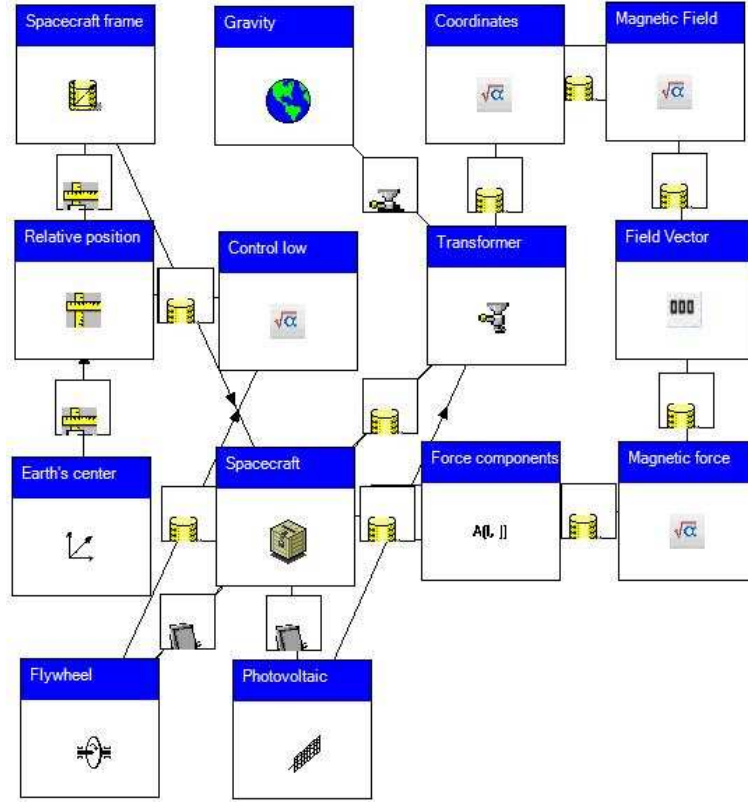 Spacecraft frame
Gravity
Coordinates
Magnetic Field
Relative position
Control low
Transformer
Field Vector
Earth's center
Spacecraft
Force components
Magnetic force
A[I, J]
Flywheel
Photovoltaic